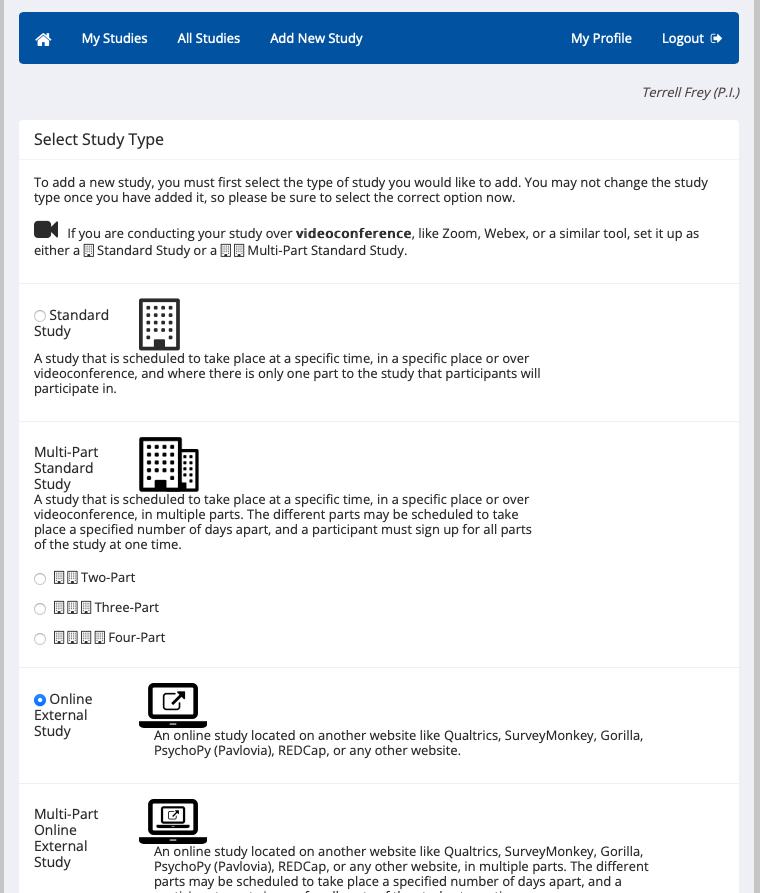 My Studies All Studies Add New Study My Profile Logout
Terrell Frey (P.I.)
Select Study Type
To add a new study, you must first select the type of study you would like to add. You may not change the study
type once you have added it, so please be sure to select the correct option now.
If you are conducting your study over videoconference, like Zoom, Webex, or a similar tool, set it up as
either a Standard Study or a Multi-Part Standard Study.
Standard
Study
A study that is scheduled to take place at a specific time, in a specific place or over
videoconference, and where there is only one part to the study that participants will
participate in.
Multi-Part
Standard
Study
A study that is scheduled to take place at a specific time, in a specific place or over
videoconference, in multiple parts. The different parts may be scheduled to take
place a specified number of days apart, and a participant must sign up for all parts
of the study at one time.
Two-Part
Three-Part
Four-Part
Online
External
Study
An online study located on another website like Qualtrics, SurveyMonkey, Gorilla,
PsychoPy (Pavlovia), REDCap, or any other website.
Multi-Part
Online
External
Study
An online study located on another website like Qualtrics, SurveyMonkey, Gorilla,
PsychoPy (Pavlovia), REDCap, or any other website, in multiple parts. The different
parts may be scheduled to take place a specified number of days apart, and a